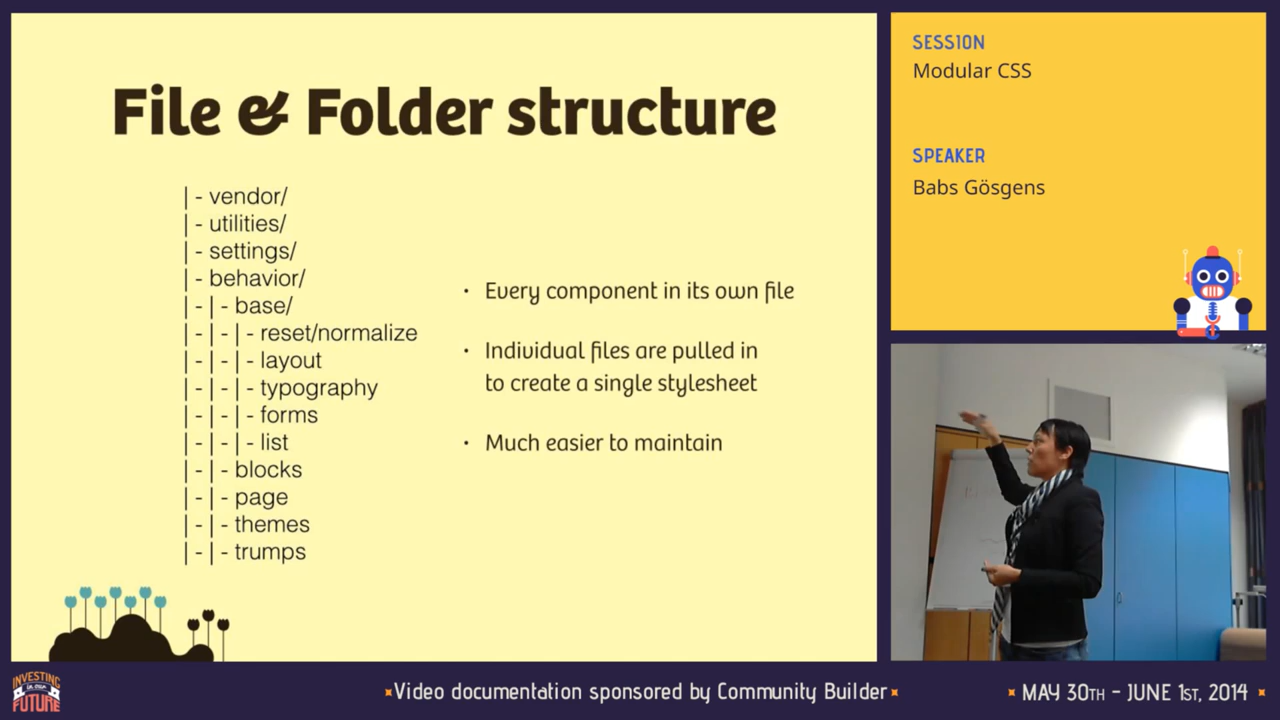 File & Folder structure
|- vendor/
|- utilities/
|- settings/
|- behavior/
|-|- base/
|-|-|- reset/normalize
|-|-|- layout
|-|-|- typography
|-|-|- forms
|-|-|- list
|-|- blocks
|-|- page
|-|- themes
|-|- trumps
• Every component in its own file
• Individual files are pulled in
to create a single stylesheet
• Much easier to maintain
SESSION
Modular CSS
SPEAKER
Babs Gösgens
INVESTING
in our
FUTURE
Video documentation sponsored by Community Builder
MAY 30TH - JUNE 1ST, 2014